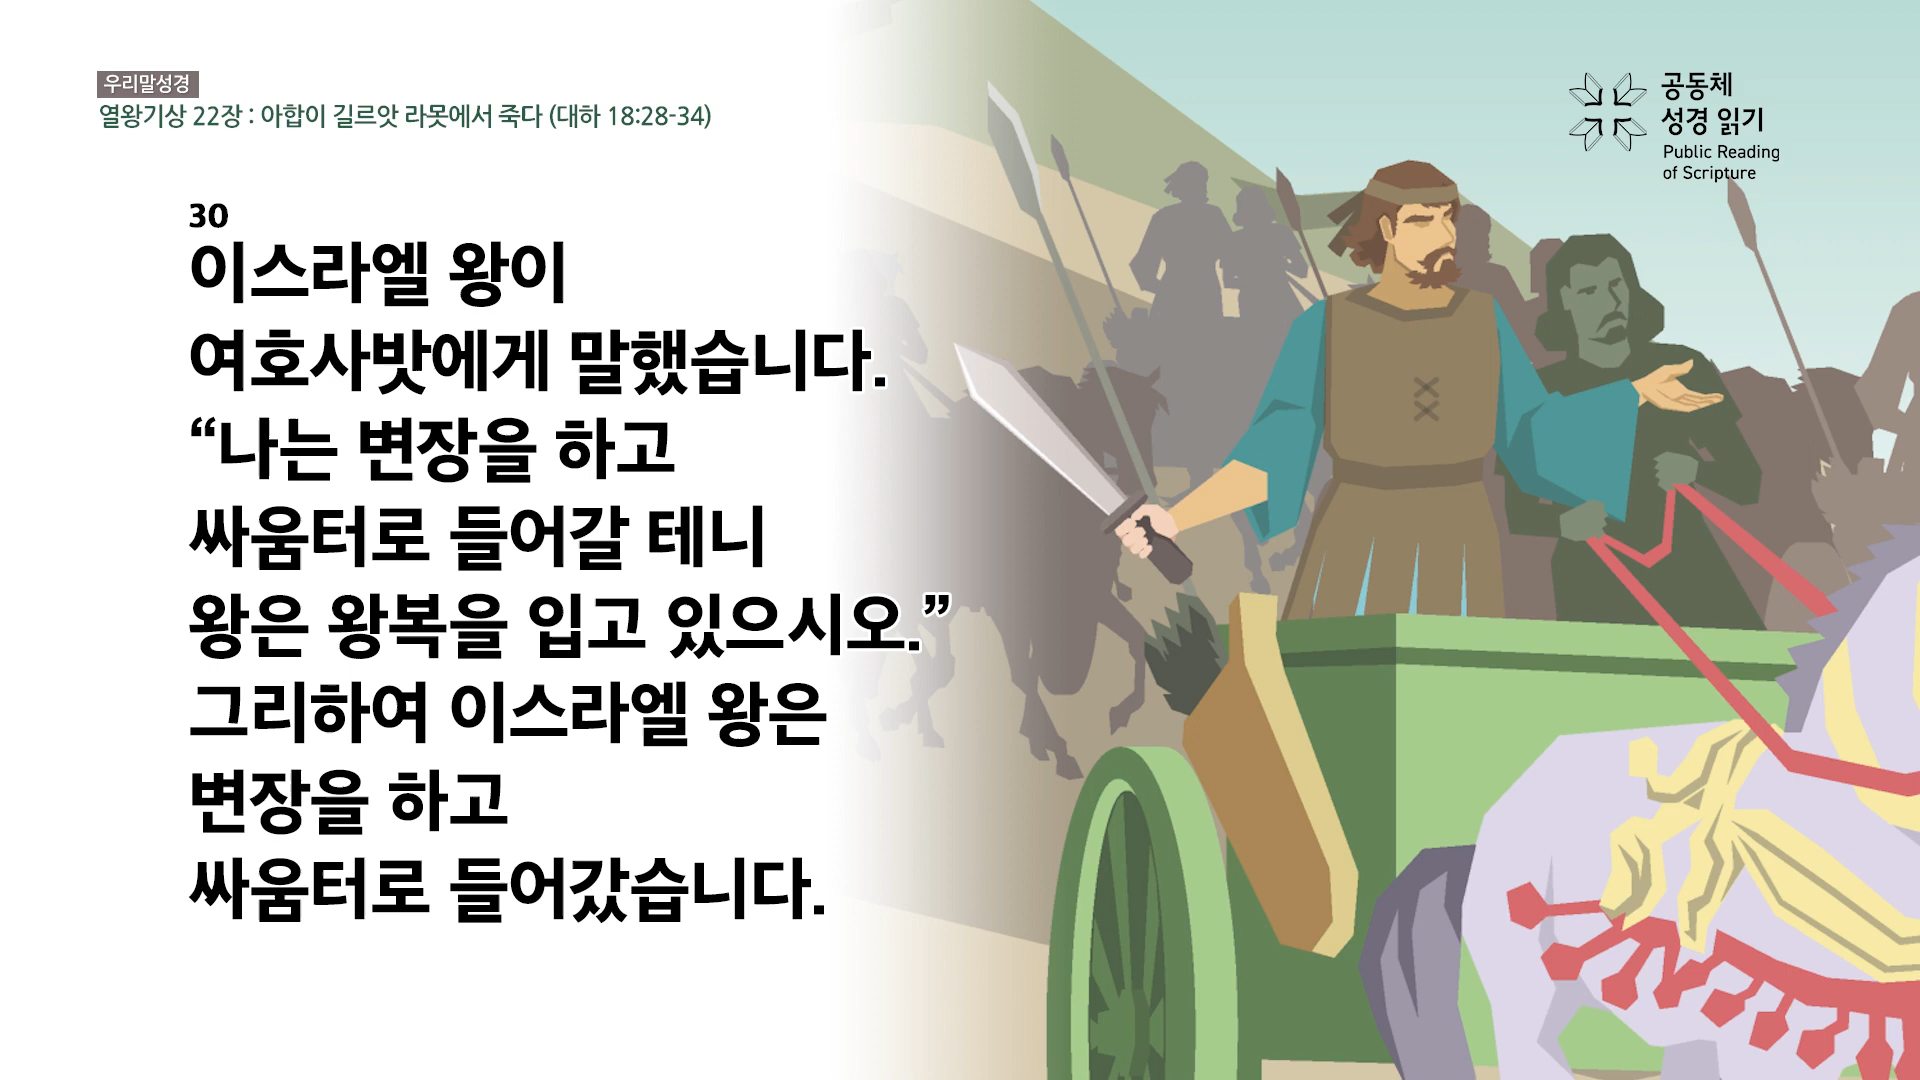 우리말성경
열왕기상 22장 : 아합이 길르앗 라못에서 죽다 (대하 18:28-34)
공동체
성경 읽기
Public Reading
of Scripture
30
이스라엘 왕이
여호사밧에게 말했습니다.
“나는 변장을 하고
싸움터로 들어갈 테니
왕은 왕복을 입고 있으시오.”
그리하여 이스라엘 왕은
변장을 하고
싸움터로 들어갔습니다.